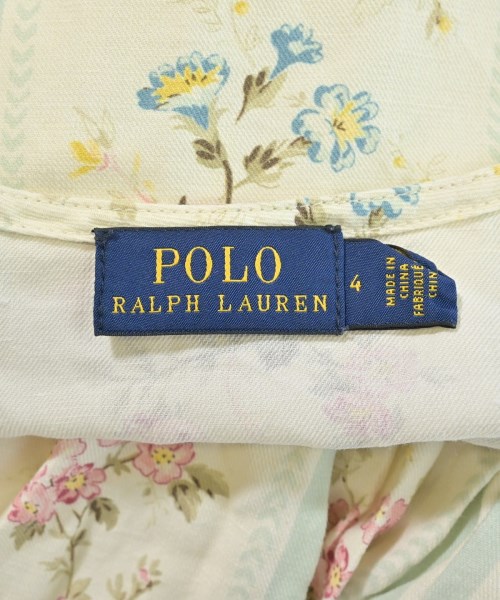 POLO
RALPH LAUREN
4
MADE IN
CHINA
FABRIQUÉ
CHIN